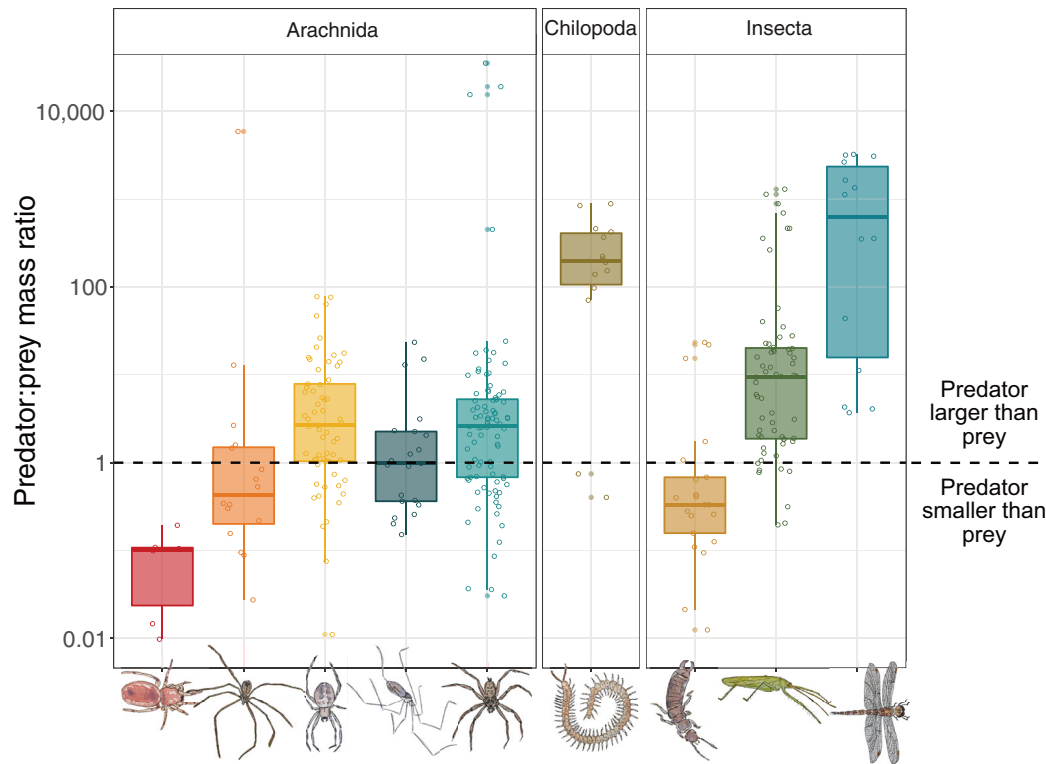 Arachnida
Chilopoda
Insecta
Predator:prey mass ratio
10,000
100
1
0.01
Predator
larger than
prey
Predator
smaller than
prey